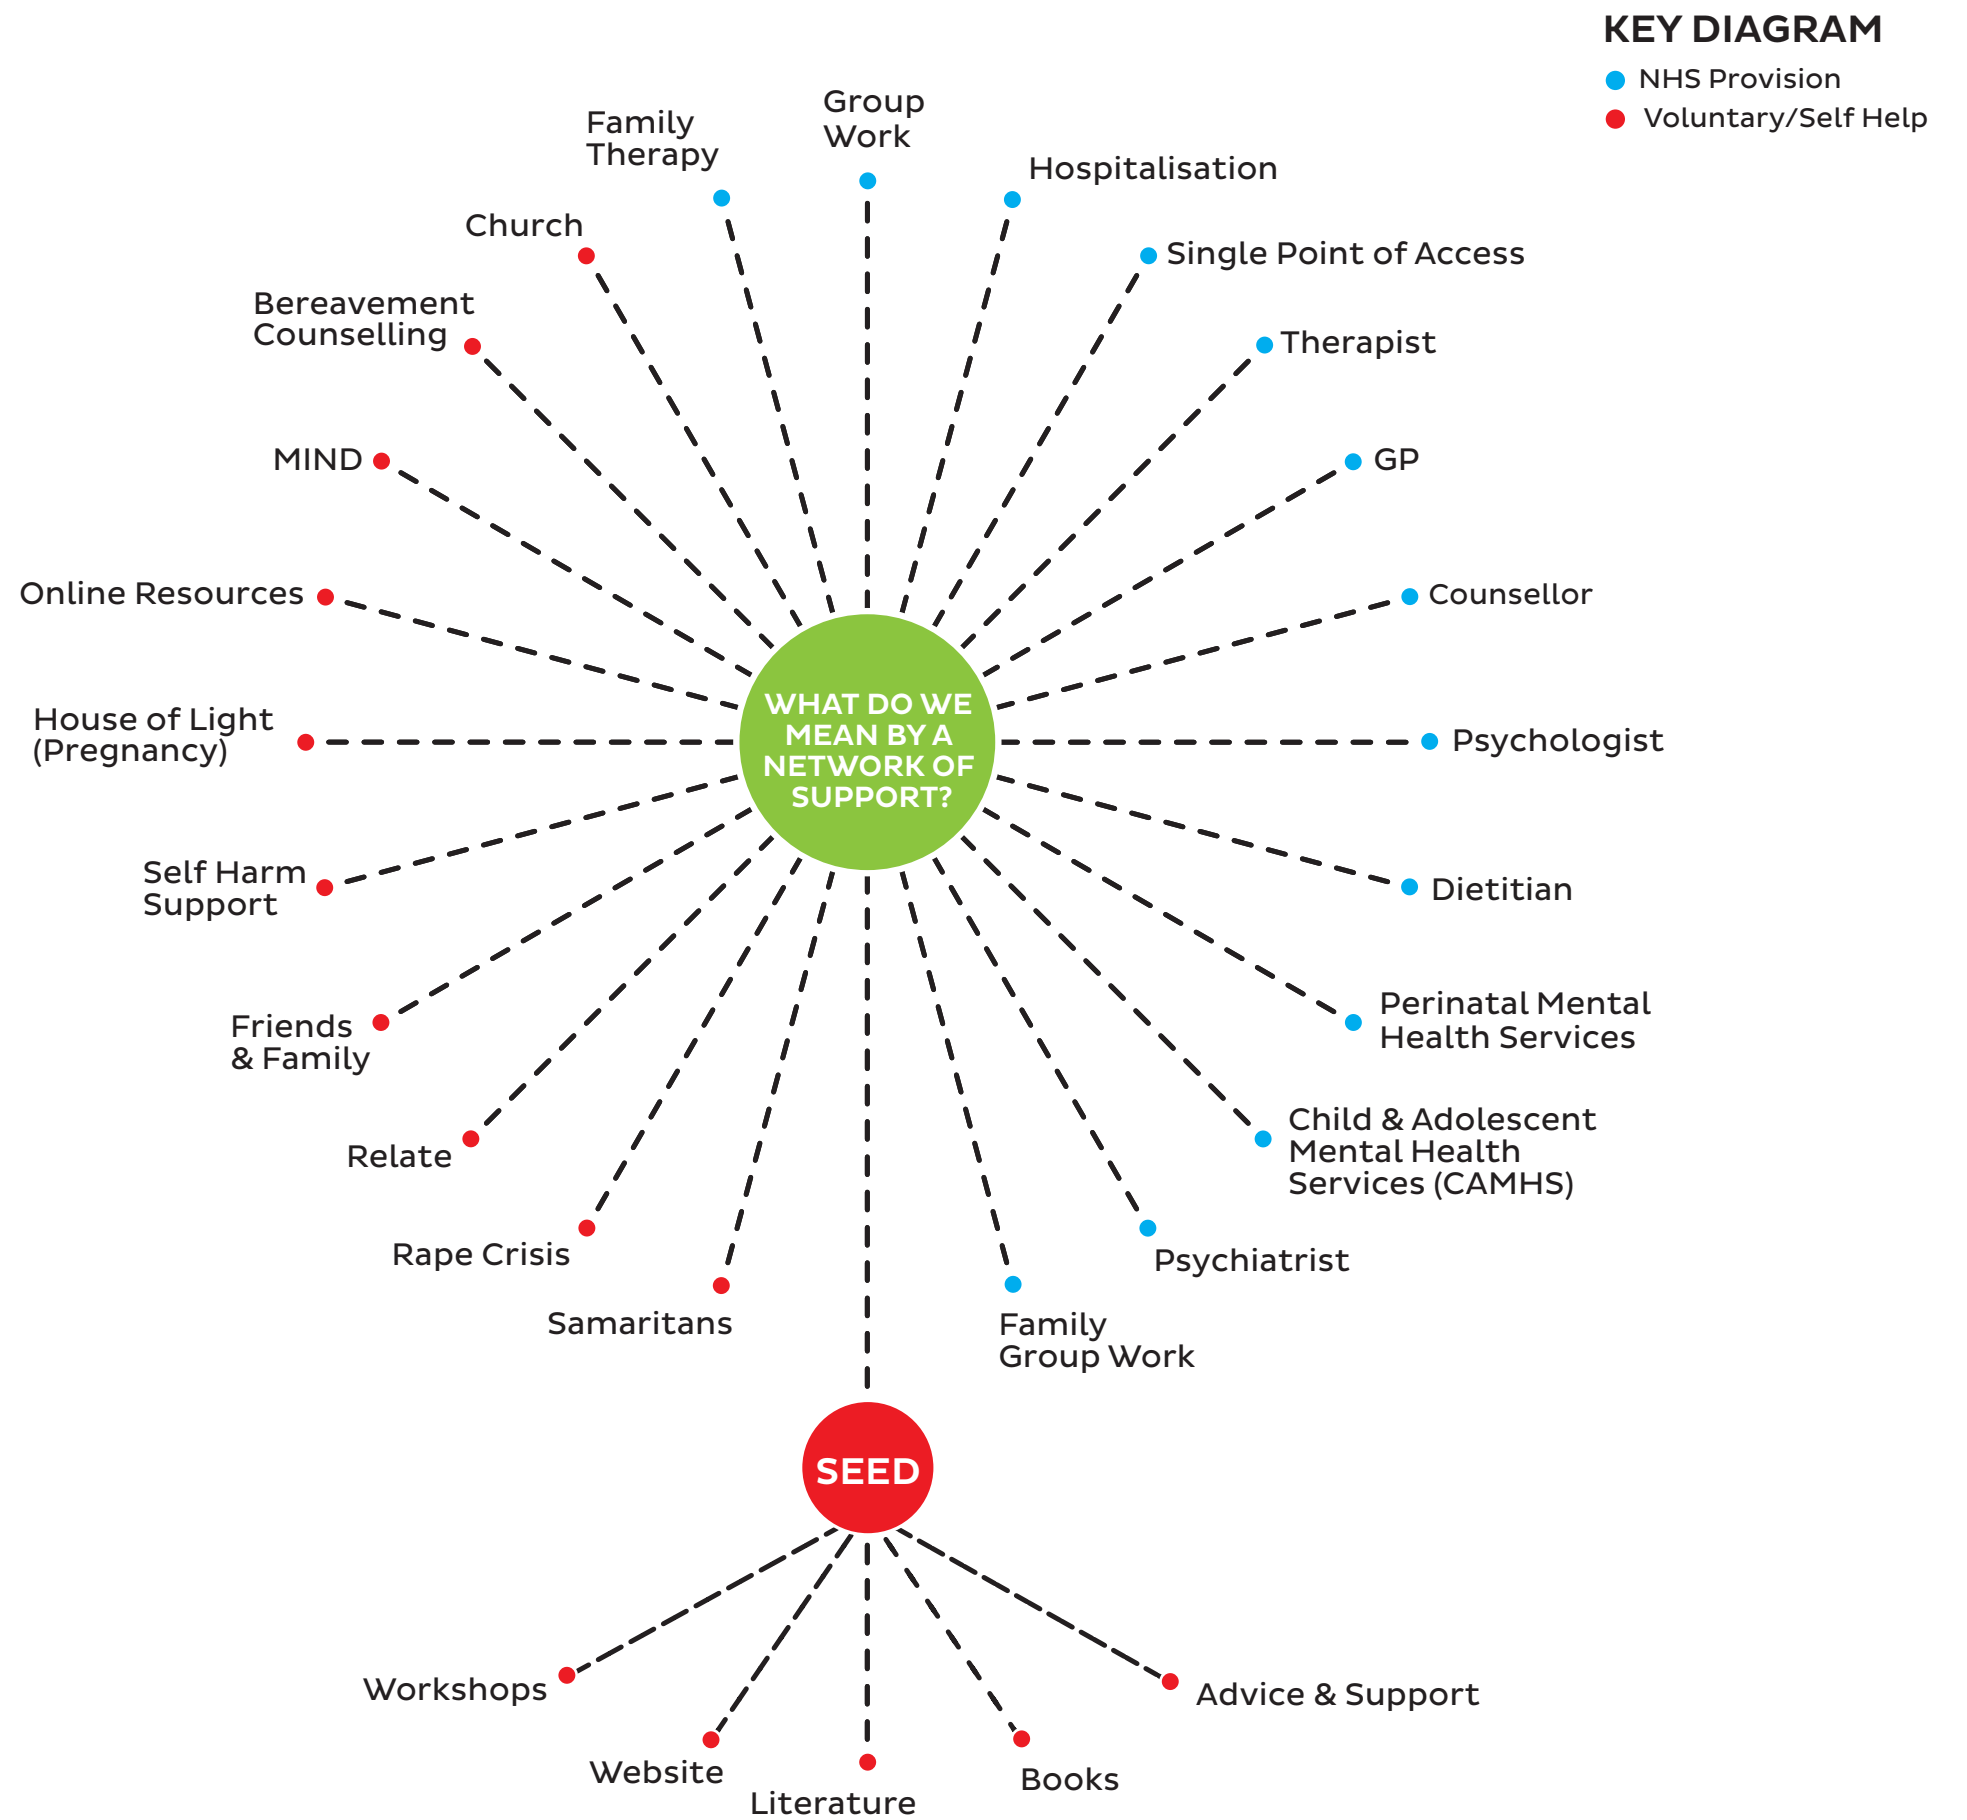 KEY DIAGRAM
NHS Provision
Voluntary/Self Help
Group
Work
Family
Therapy
Hospitalisation
Church
Single Point of Access
Bereavement
Counselling
Therapist
MIND
GP
Online Resources
Counsellor
WHAT DO WE
MEAN BY A
NETWORK OF
SUPPORT?
House of Light
(Pregnancy)
Psychologist
Self Harm
Support
Dietitian
Friends
& Family
Perinatal Mental
Health Services
Relate
Child & Adolescent
Mental Health
Services (CAMHS)
Rape Crisis
Psychiatrist
Samaritans
Family
Group Work
SEED
Workshops
Advice & Support
Website
Books
Literature